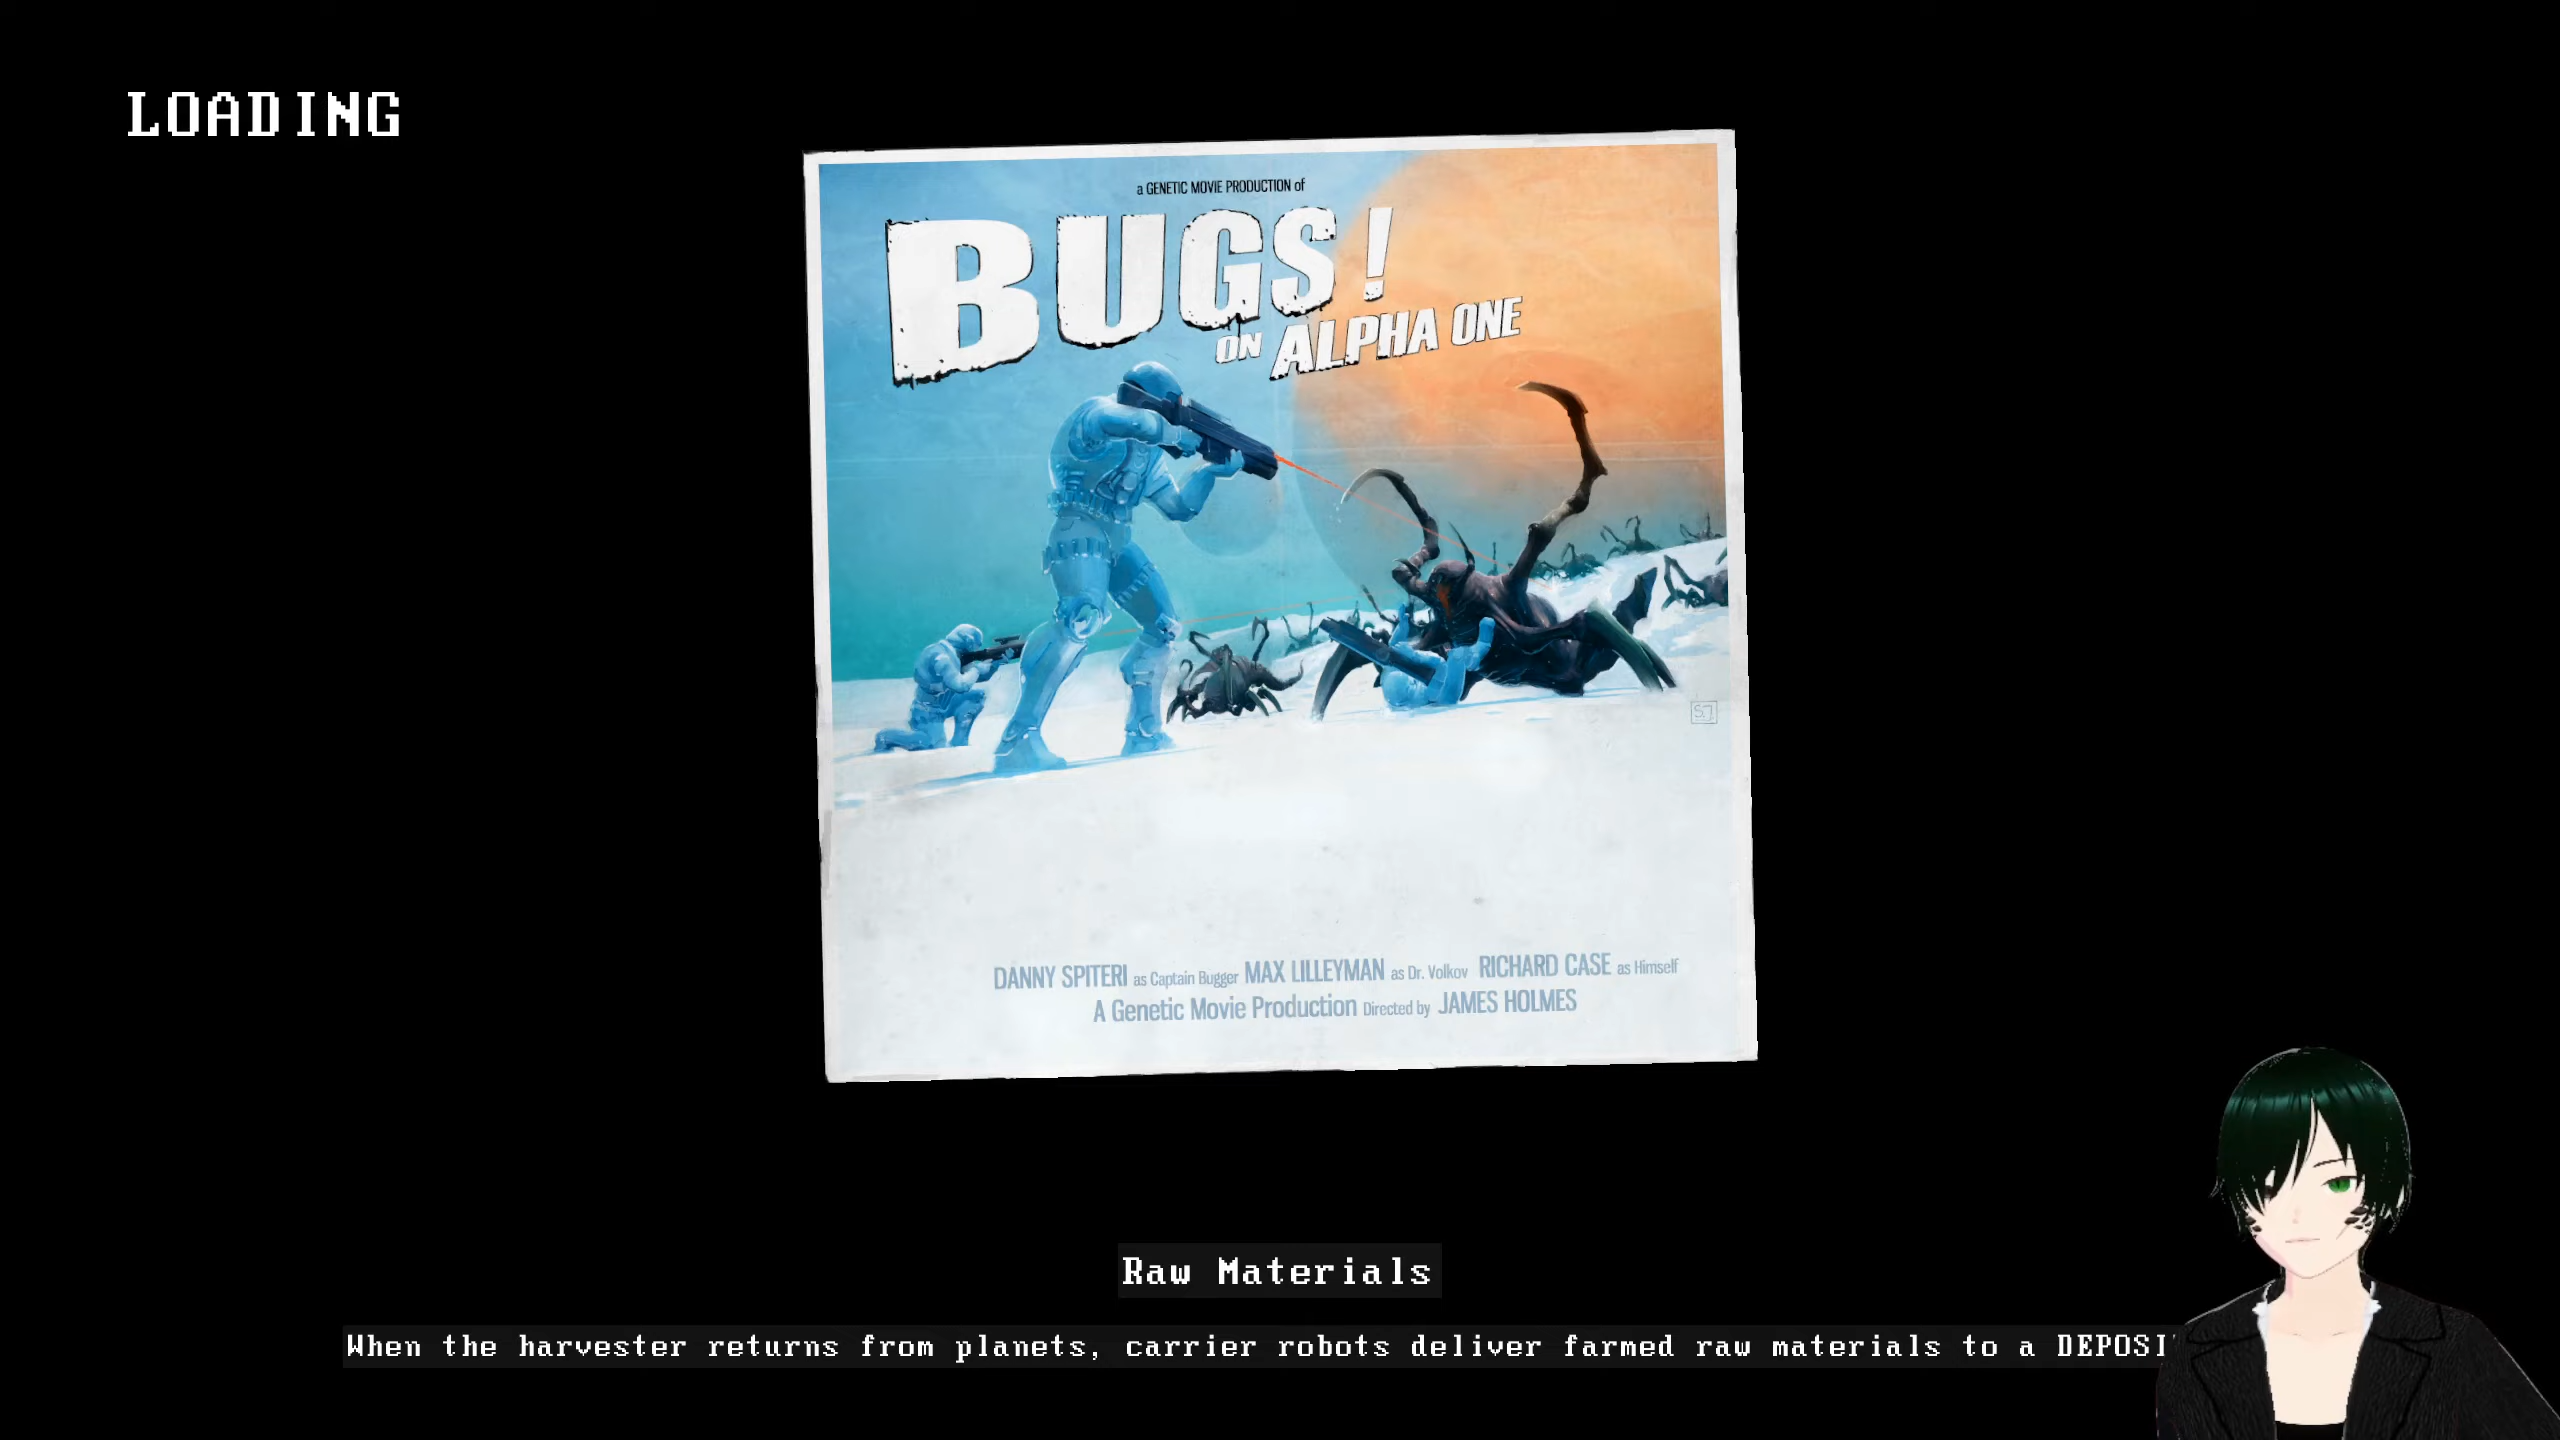 LOADING
a GENETIC MOVIE PRODUCTION of
BUGS!
ON ALPHA ONE
S.J.
DANNY SPITERI as Captain Bugger MAX LILLEYMAN as Dr. Volkov RICHARD CASE as Himself
A Genetic Movie Production Directed by JAMES HOLMES
Raw Materials
When the harvester returns from planets, carrier robots deliver farmed raw materials to a